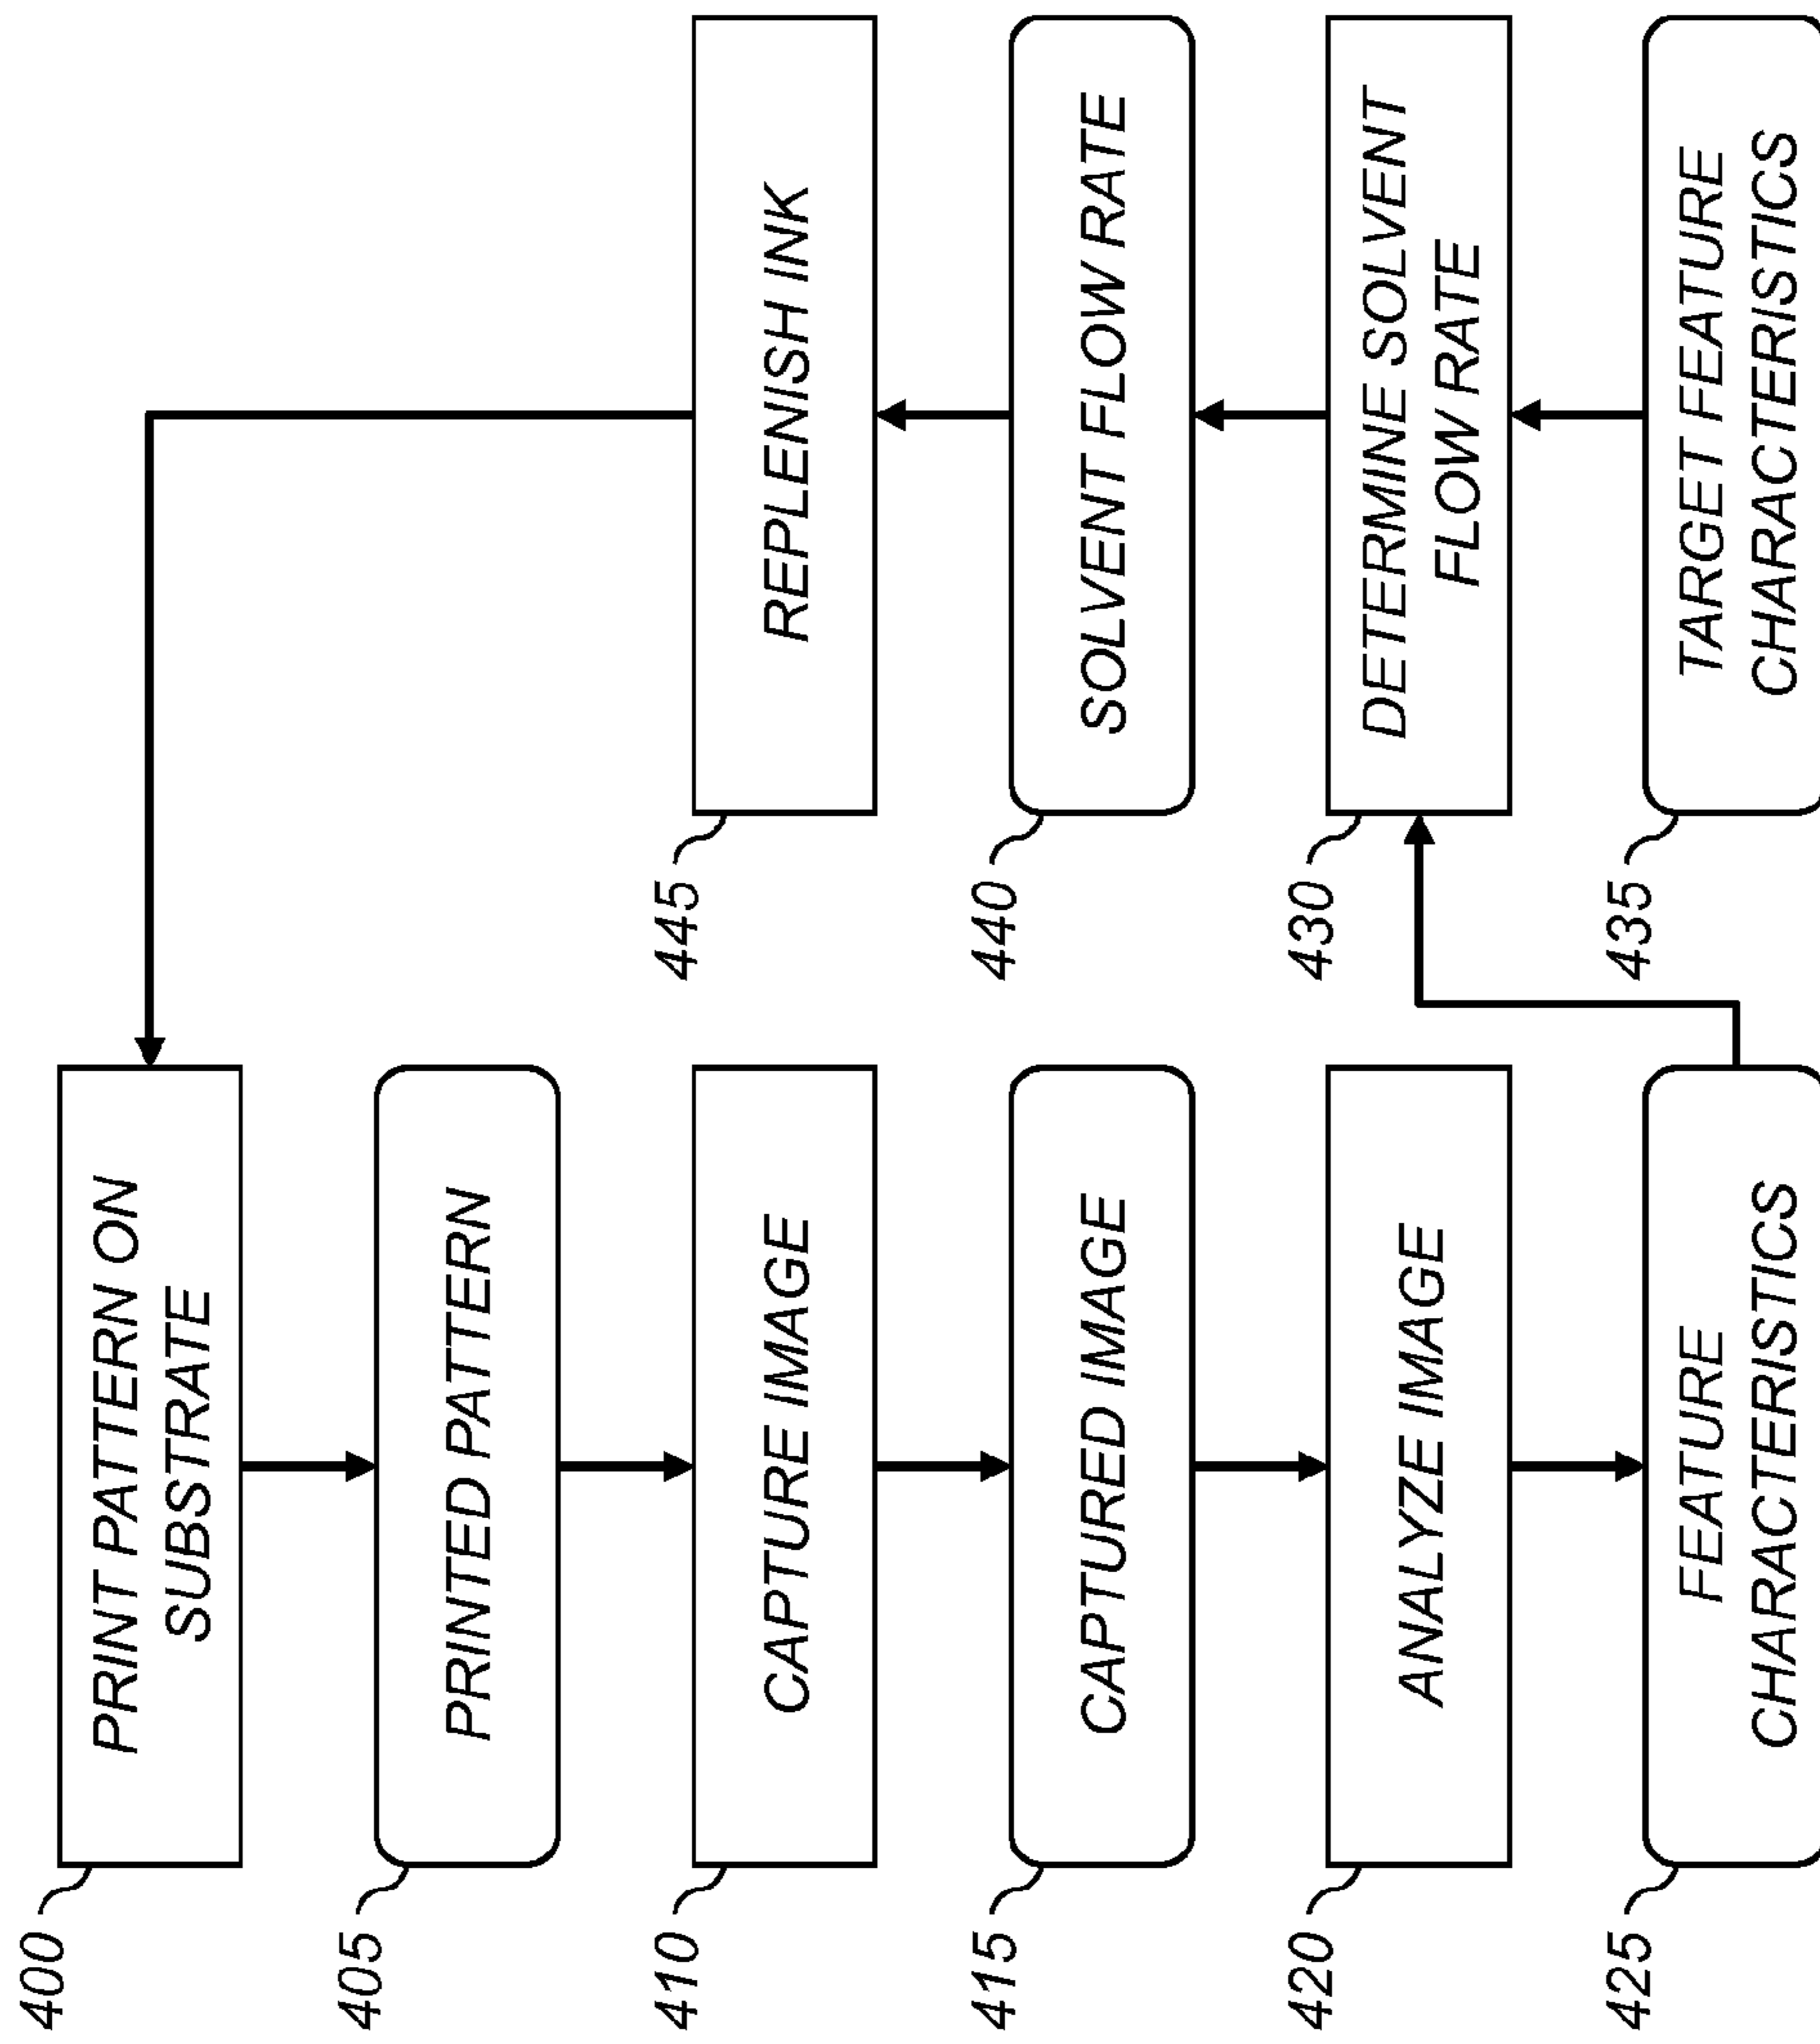 400
PRINT PATTERN ON
SUBSTRATE
405
PRINTED PATTERN
410
CAPTURE IMAGE
415
CAPTURED IMAGE
420
ANALYZE IMAGE
425
FEATURE
CHARACTERISTICS
445
REPLENISH INK
440
SOLVENT FLOW RATE
430
DETERMINE SOLVENT
FLOW RATE
435
TARGET FEATURE
CHARACTERISTICS